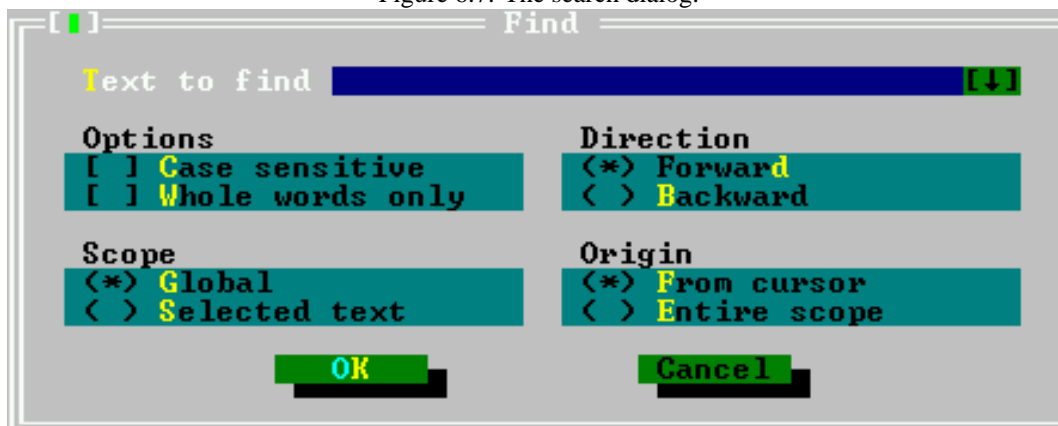 Figure 6.7: The search dialog.
[▮] Find
Text to find [↓]
Options Direction
[ ] Case sensitive (*) Forward
[ ] Whole words only ( ) Backward
Scope Origin
(*) Global (*) From cursor
( ) Selected text ( ) Entire scope
OK Cancel